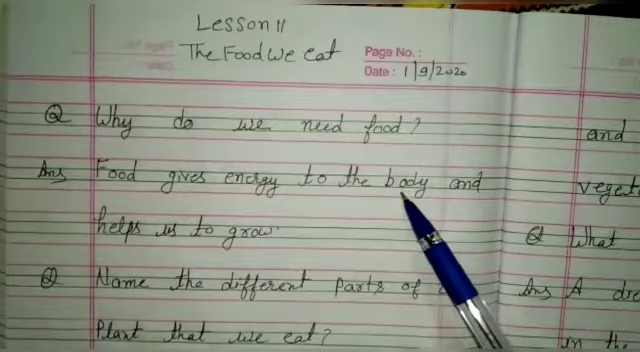 Lesson 11
The Food we eat
Page No. :
Date : 1/9/2020
Q Why do we need food?
Ans Food gives energy to the body and
helps us to grow.
Q Name the different parts of
Plant that we eat?
and
Q What
Ans A
in the